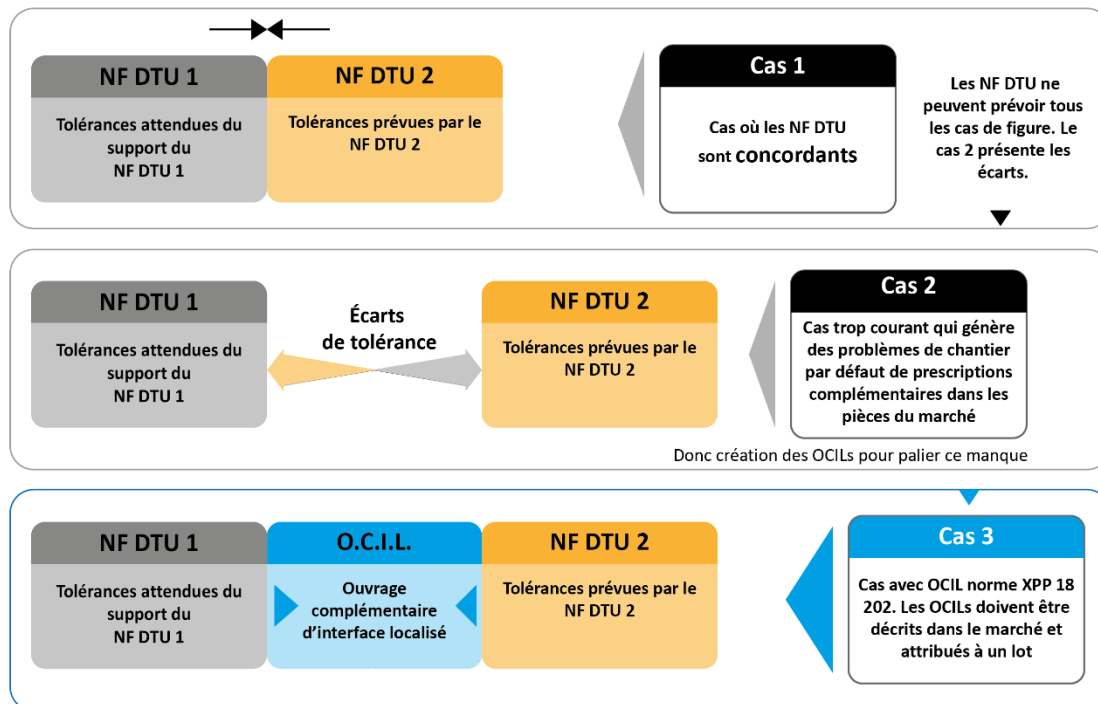 NF DTU 1
Tolérances attendues du
support du
NF DTU 1
NF DTU 2
Tolérances prévues par le
NF DTU 2
Cas 1
Cas où les NF DTU
sont concordants
Les NF DTU ne
peuvent prévoir tous
les cas de figure. Le
cas 2 présente les
écarts.
NF DTU 1
Tolérances attendues du
support du
NF DTU 1
Écarts
de tolérance
NF DTU 2
Tolérances prévues par le
NF DTU 2
Cas 2
Cas trop courant qui génère
des problèmes de chantier
par défaut de prescriptions
complémentaires dans les
pièces du marché
Donc création des OCILs pour palier ce manque
NF DTU 1
Tolérances attendues du
support du
NF DTU 1
O.C.I.L.
Ouvrage
complémentaire
d'interface localisé
NF DTU 2
Tolérances prévues par le
NF DTU 2
Cas 3
Cas avec OCIL norme XPP 18
202. Les OCILs doivent être
décrits dans le marché et
attribués à un lot